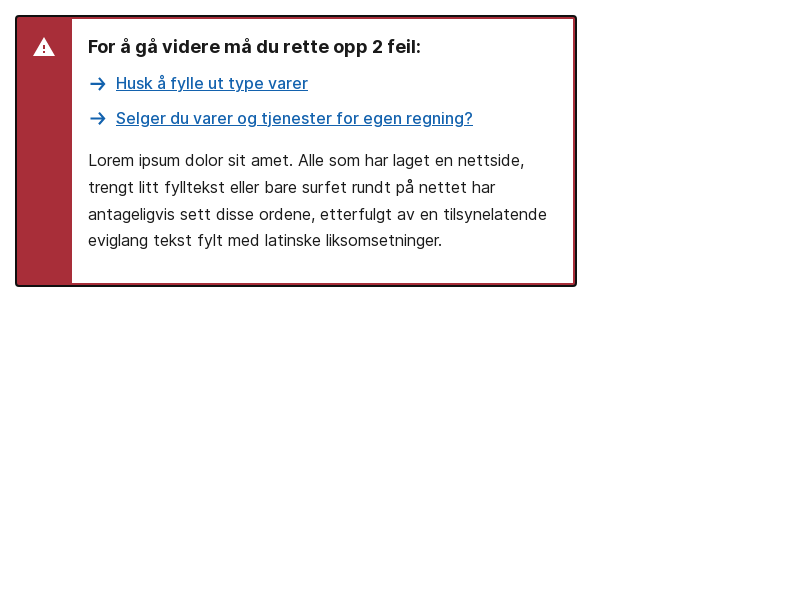 For å gå videre må du rette opp 2 feil:
Husk å fylle ut type varer
Selger du varer og tjenester for egen regning?
Lorem ipsum dolor sit amet. Alle som har laget en nettside,
trengt litt fylltekst eller bare surfet rundt på nettet har
antageligvis sett disse ordene, etterfulgt av en tilsynelatende
eviglang tekst fylt med latinske liksomsetninger.